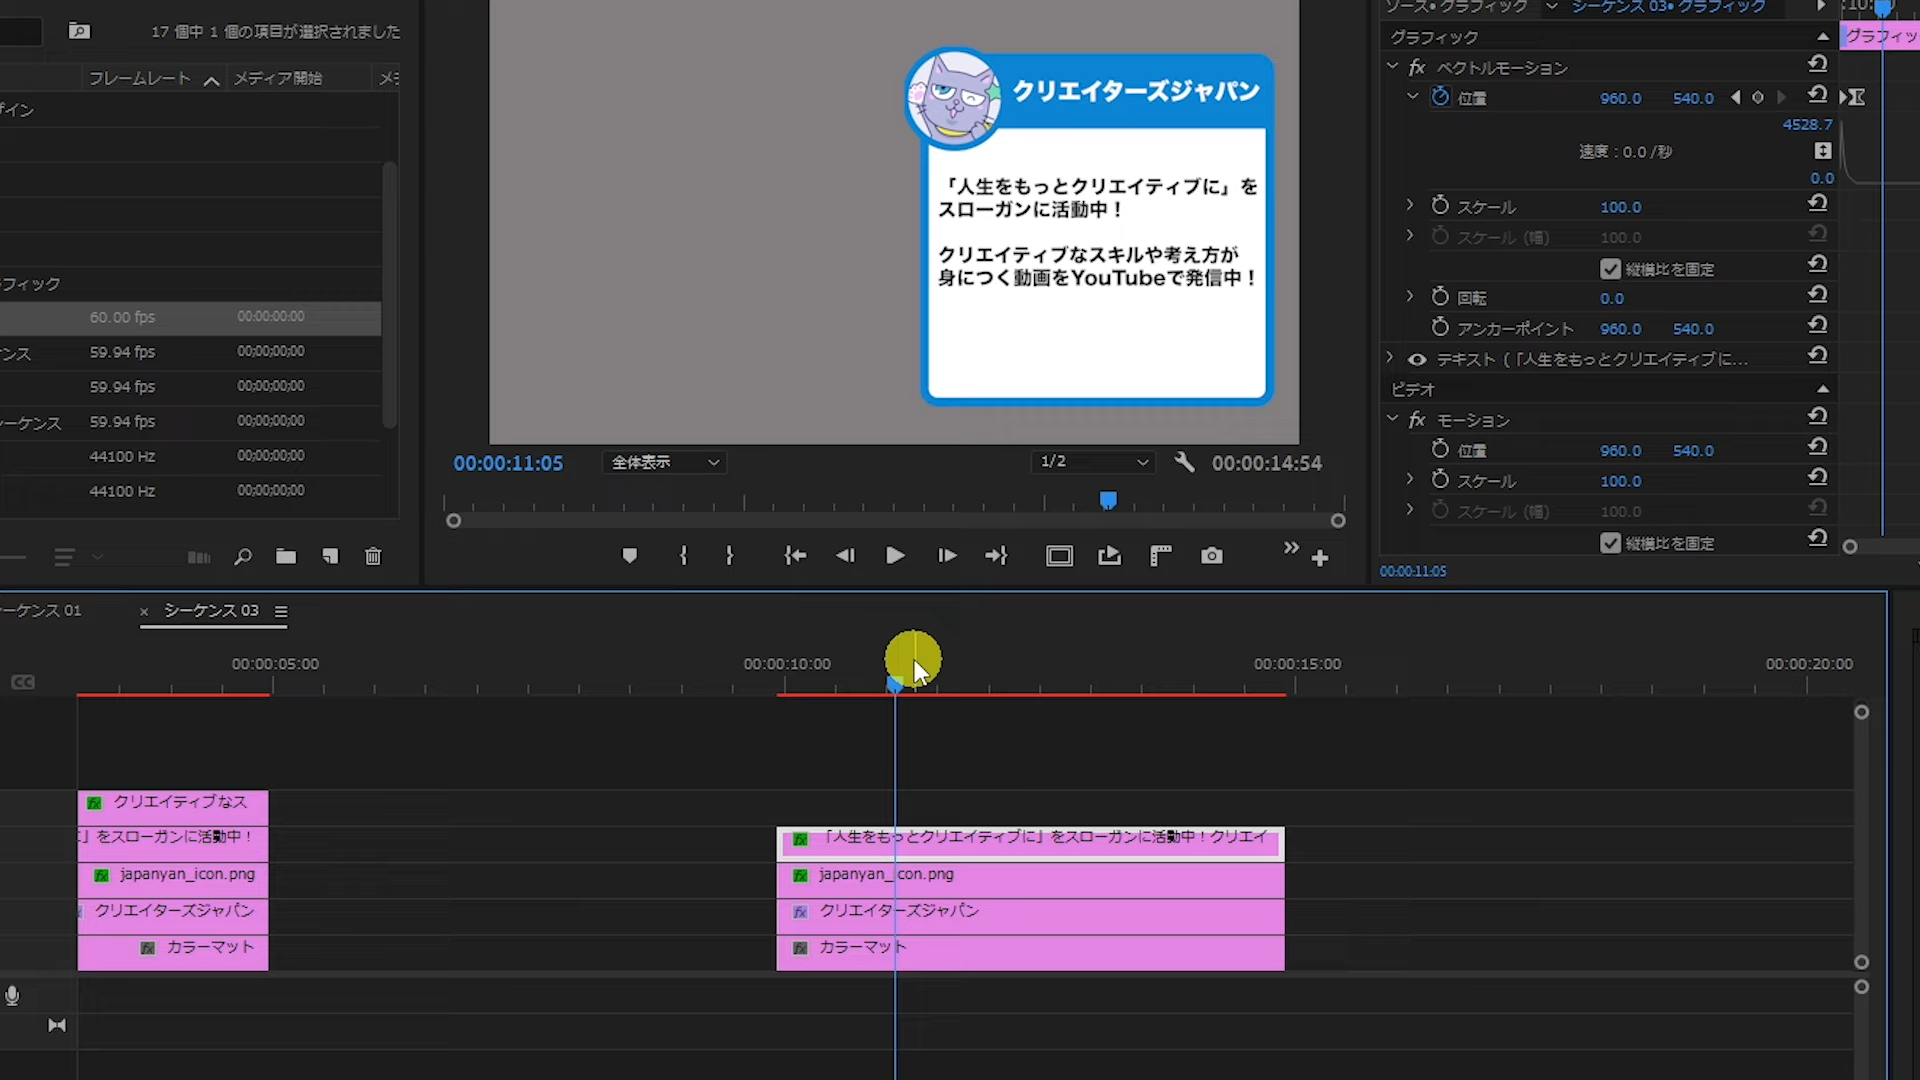 17 個中 1 個の項目が選択されました
フレームレート
メディア開始
ザイン
フィック
60.00 fps
00:00:00:00
ンス
59.94 fps
00;00;00;00
59.94 fps
00;00;00;00
シーケンス
59.94 fps
00;00;00;00
44100 Hz
00;00;00;00
44100 Hz
00;00;00;00
クリエイターズジャパン
「人生をもっとクリエイティブに」を
スローガンに活動中!
クリエイティブなスキルや考え方が
身につく動画をYouTubeで発信中!
00:00:11:05
全体表示
1/2
00:00:14:54
ソース• グラフィック
シーケンス 03• グラフィック
:10:0
グラフィック
グラフィッ
fx ベクトルモーション
位置 960.0 540.0
4528.7
速度 : 0.0 /秒
0.0
スケール 100.0
スケール (幅) 100.0
縦横比を固定
回転 0.0
アンカーポイント 960.0 540.0
テキスト (「人生をもっとクリエイティブに...
ビデオ
fx モーション
位置 960.0 540.0
スケール 100.0
スケール (幅) 100.0
縦横比を固定
00:00:11:05
ーケンス 01
× シーケンス 03
00:00:05:00
00:00:10:00
00:00:15:00
00:00:20:00
CC
fx クリエイティブなス
こ」をスローガンに活動中!
fx japanyan_icon.png
クリエイターズジャパン
fx カラーマット
fx 「人生をもっとクリエイティブに」をスローガンに活動中!クリエイ
fx japanyan_icon.png
fx クリエイターズジャパン
fx カラーマット